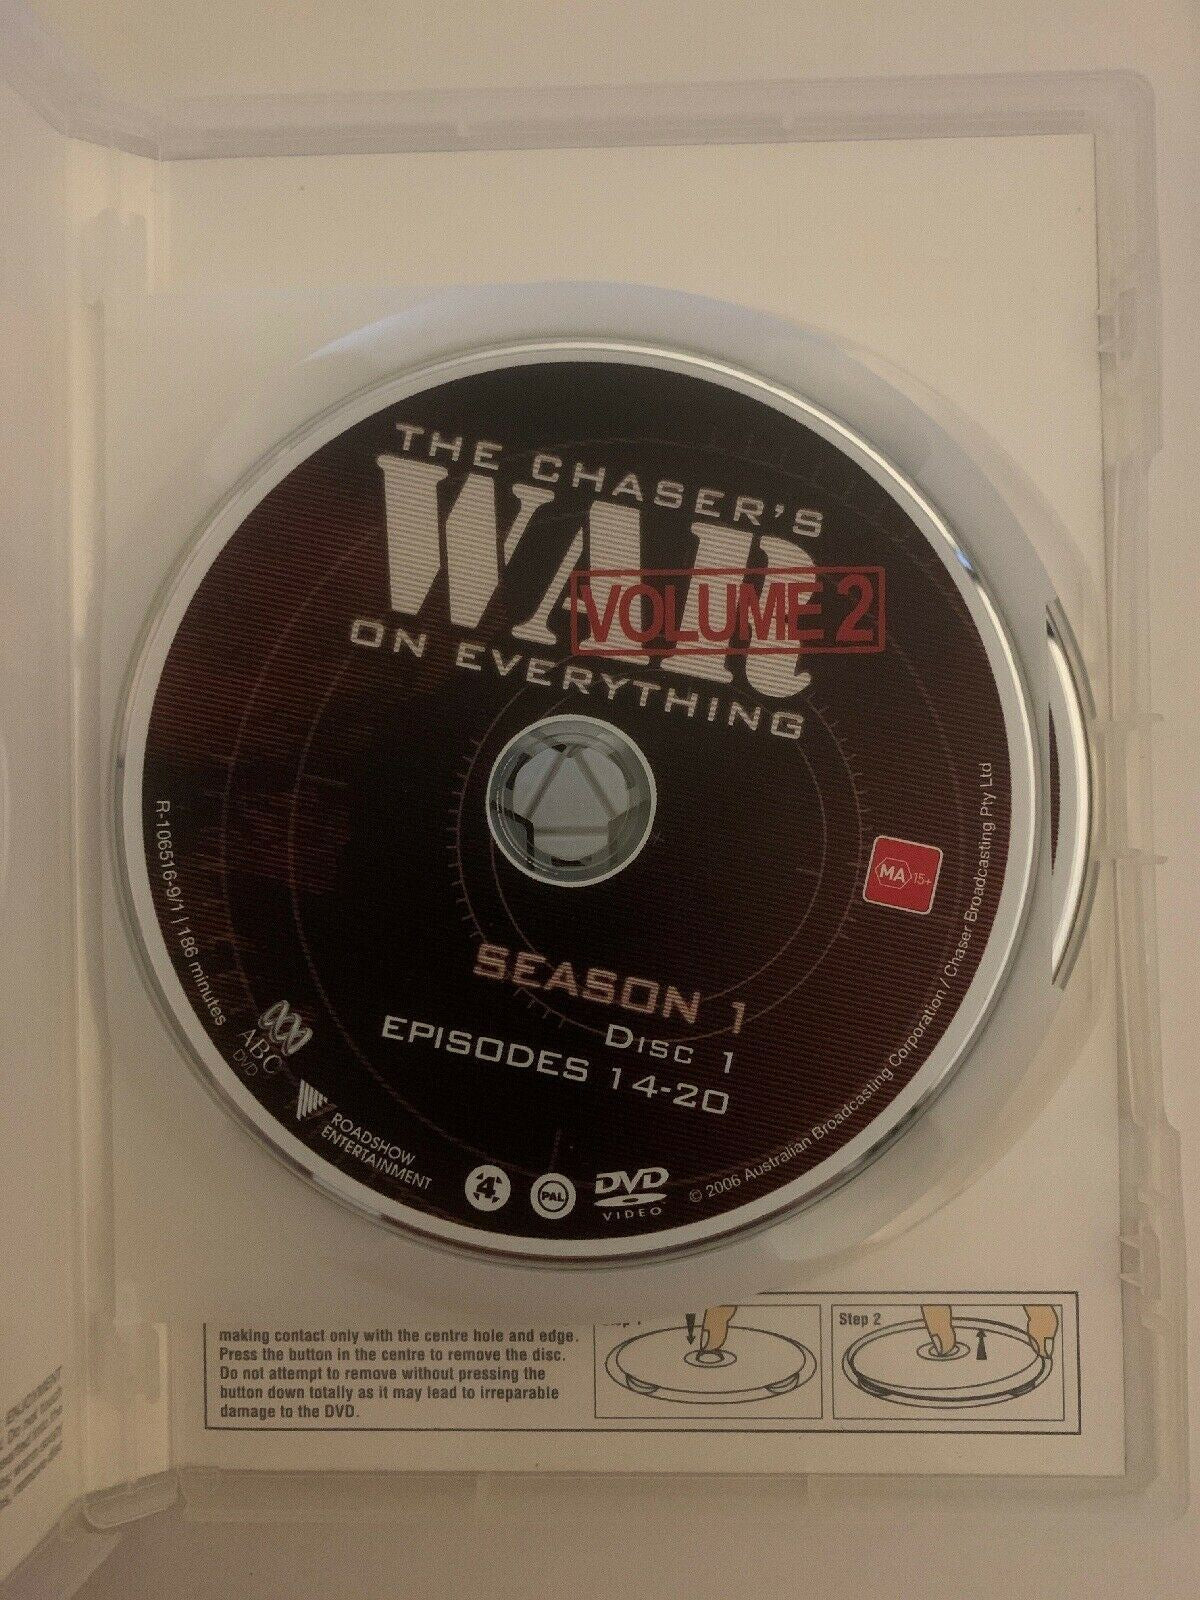 THE CHASER'S
WAR
VOLUME 2
ON EVERYTHING
MA 15+
SEASON 1
DISC 1
EPISODES 14-20
R-106516-9/1 | 186 minutes
ABC
DVD
ROADSHOW
ENTERTAINMENT
4
PAL
DVD
VIDEO
© 2006 Australian Broadcasting Corporation / Chaser Broadcasting Pty Ltd
making contact only with the centre hole and edge.
Press the button in the centre to remove the disc.
Do not attempt to remove without pressing the
button down totally as it may lead to irreparable
damage to the DVD.
Step 2